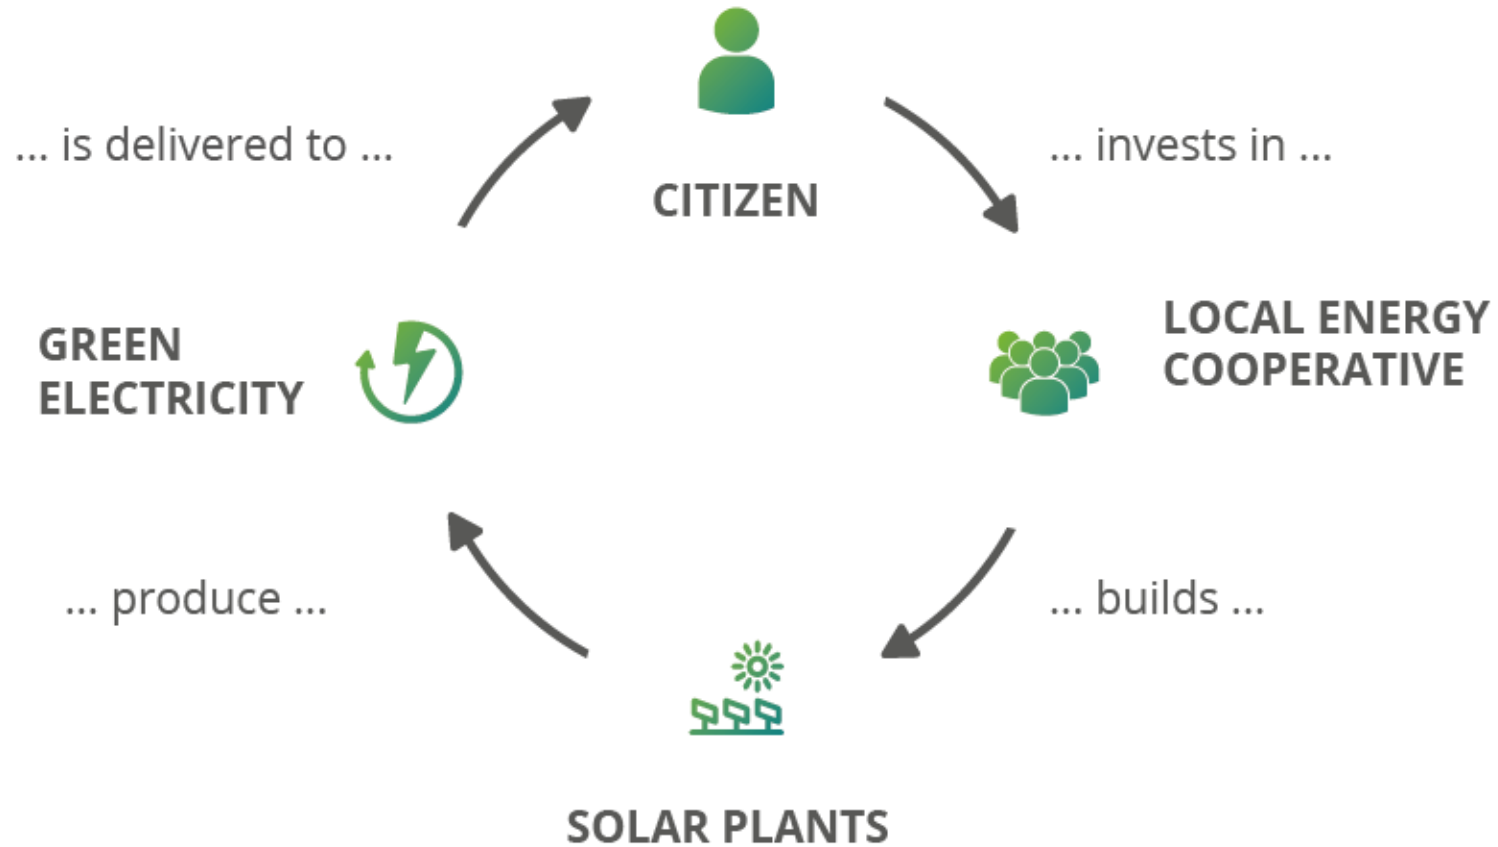 CITIZEN
... invests in ...
LOCAL ENERGY
COOPERATIVE
... builds ...
SOLAR PLANTS
... produce ...
GREEN
ELECTRICITY
... is delivered to ...